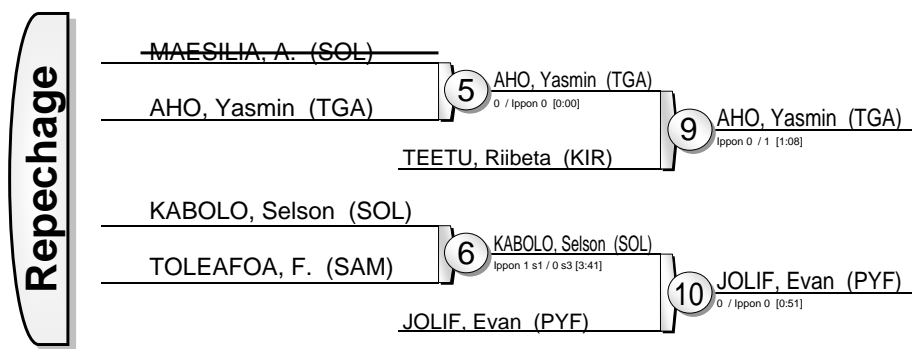 Repechage
MAESILIA, A. (SOL)
AHO, Yasmin (TGA)
5
AHO, Yasmin (TGA)
0 / Ippon 0 [0:00]
TEETU, Riibeta (KIR)
9
AHO, Yasmin (TGA)
Ippon 0 / 1 [1:08]
KABOLO, Selson (SOL)
TOLEAFOA, F. (SAM)
6
KABOLO, Selson (SOL)
Ippon 1 s1 / 0 s3 [3:41]
JOLIF, Evan (PYF)
10
JOLIF, Evan (PYF)
0 / Ippon 0 [0:51]